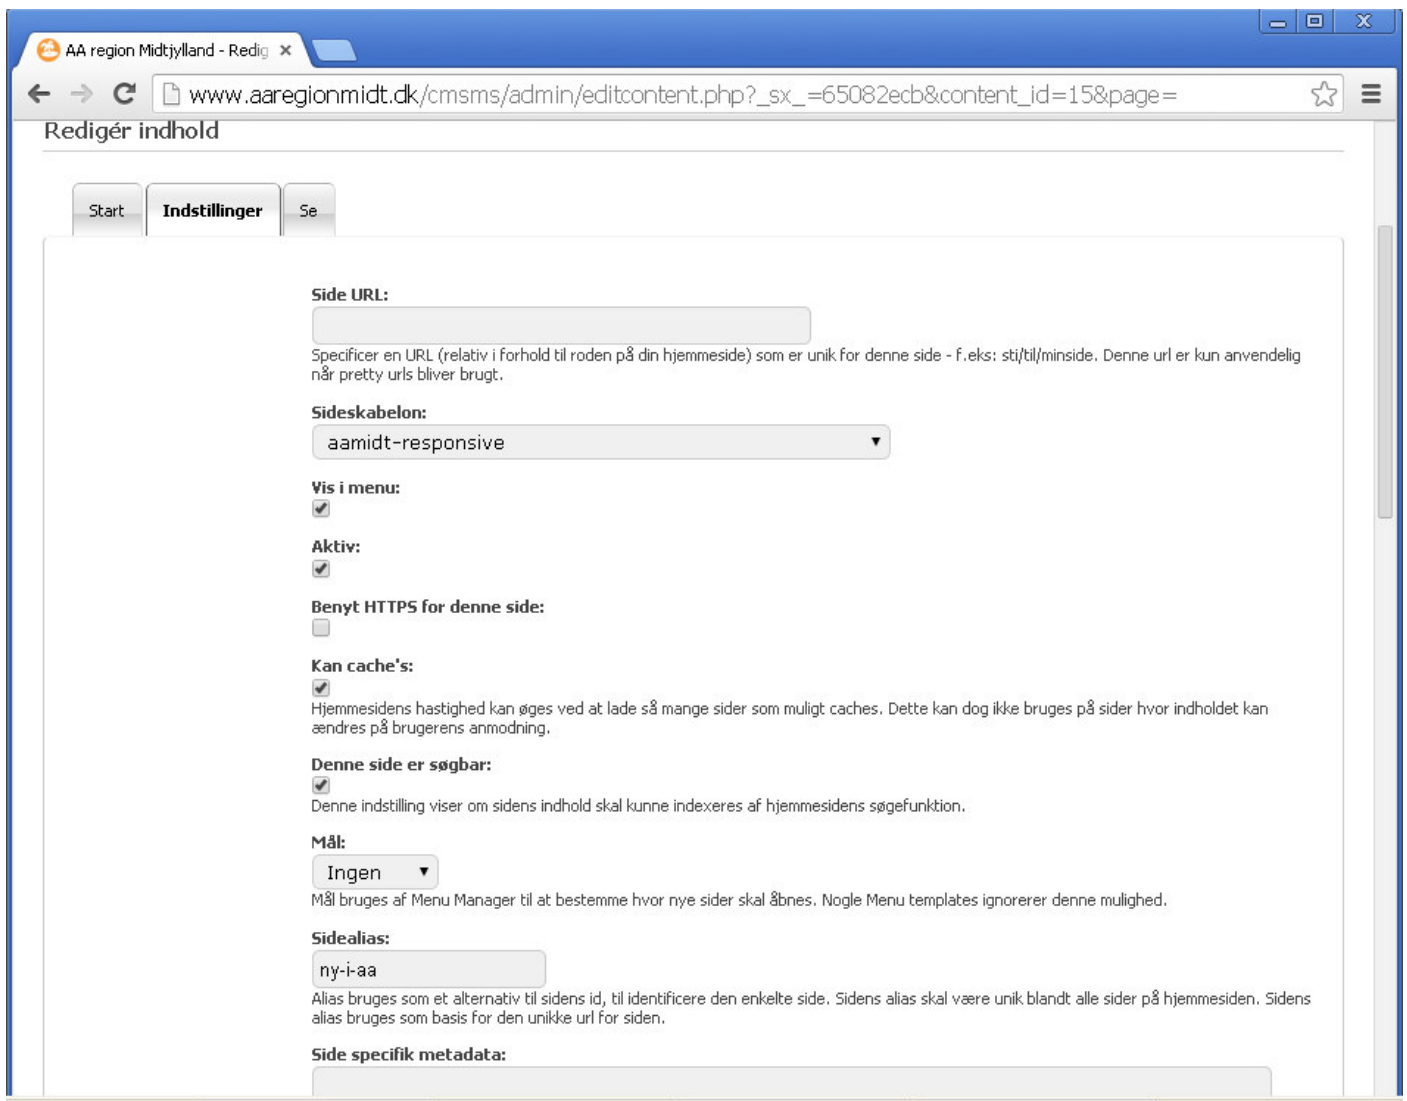 AA region Midtjylland - Redig
www.aaregionmidt.dk/cmsms/admin/editcontent.php?_sx_=65082ecb&content_id=15&page=
Redigér indhold
Start Indstillinger Se
Side URL:
Specificer en URL (relativ i forhold til roden på din hjemmeside) som er unik for denne side - f.eks: sti/til/minside. Denne url er kun anvendelig
når pretty urls bliver brugt.
Sideskabelon:
aamidt-responsive
Vis i menu:
Aktiv:
Benyt HTTPS for denne side:
Kan cache's:
Hjemmesidens hastighed kan øges ved at lade så mange sider som muligt caches. Dette kan dog ikke bruges på sider hvor indholdet kan
ændres på brugerens anmodning.
Denne side er søgbar:
Denne indstilling viser om sidens indhold skal kunne indexeres af hjemmesidens søgefunktion.
Mål:
Ingen
Mål bruges af Menu Manager til at bestemme hvor nye sider skal åbnes. Nogle Menu templates ignorerer denne mulighed.
Sidealias:
ny-i-aa
Alias bruges som et alternativ til sidens id, til identificere den enkelte side. Sidens alias skal være unik blandt alle sider på hjemmesiden. Sidens
alias bruges som basis for den unikke url for siden.
Side specifik metadata: